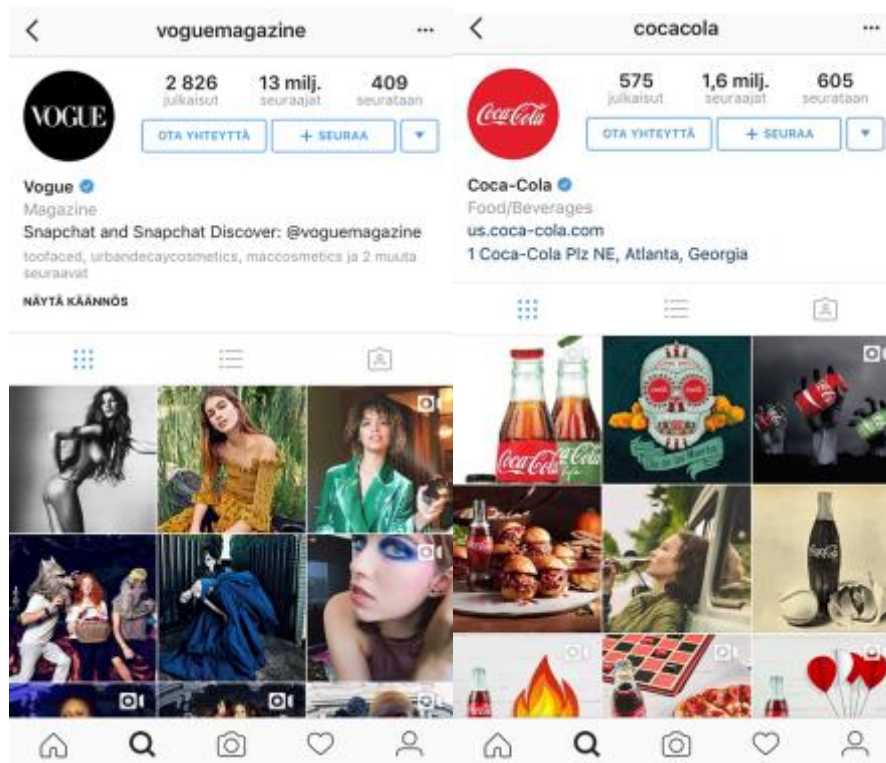 voguemagazine
VOGUE
2 826 13 milj. 409
julkaisut seuraajat seurataan
OTA YHTEYTTÄ + SEURAA
Vogue
Magazine
Snapchat and Snapchat Discover: @voguemagazine
toofaced, urbandecaycosmetics, maccosmetics ja 2 muuta
seuraavat
NÄYTÄ KÄÄNNÖS
cocacola
Coca-Cola
575 1,6 milj. 605
julkaisut seuraajat seurataan
OTA YHTEYTTÄ + SEURAA
Coca-Cola
Food/Beverages
us.coca-cola.com
1 Coca-Cola Plz NE, Atlanta, Georgia
Coca-Cola